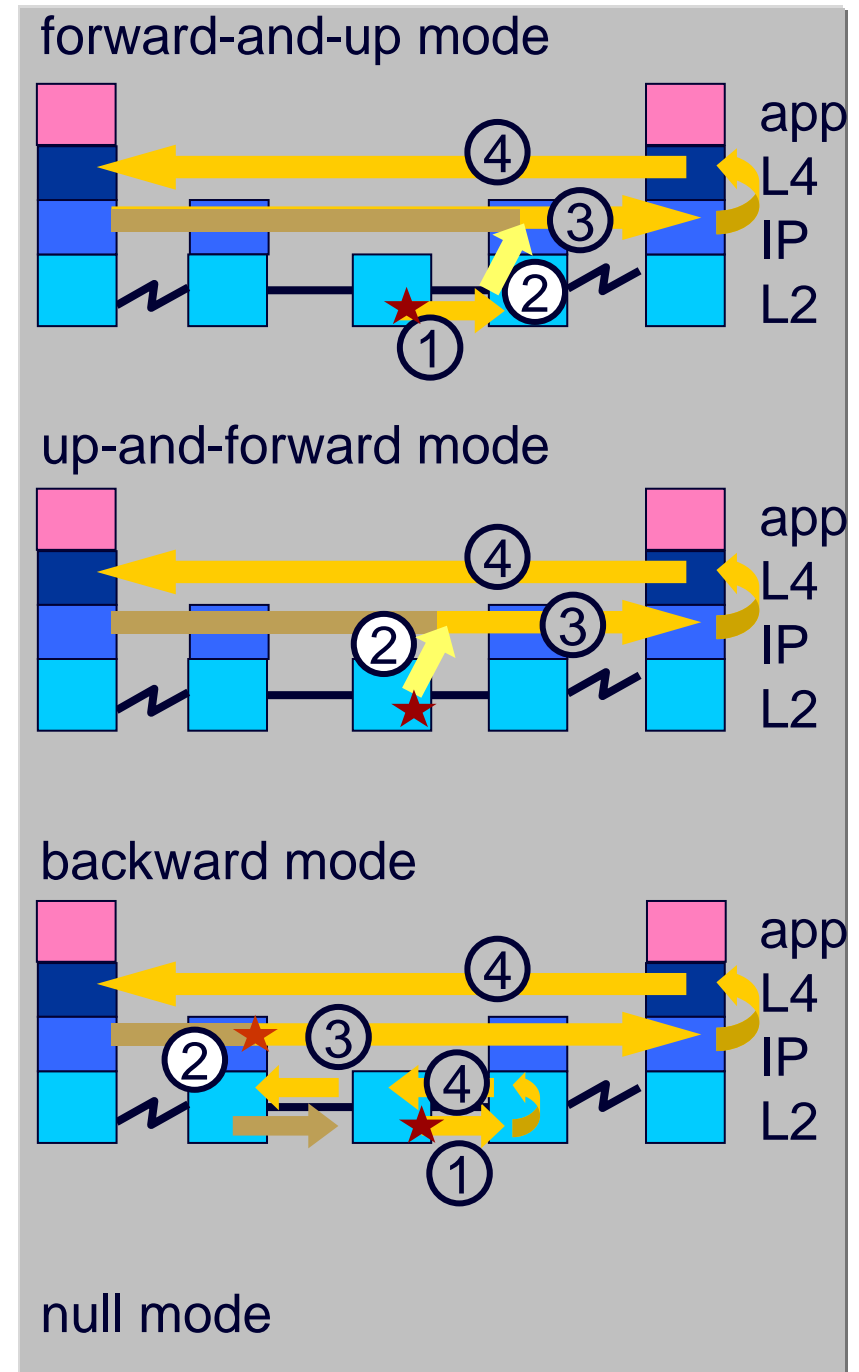 forward-and-up mode
app
4
L4
3
IP
2
L2
1
up-and-forward mode
app
4
L4
2
3
IP
L2
backward mode
app
4
L4
3
2
IP
4
L2
1
null mode